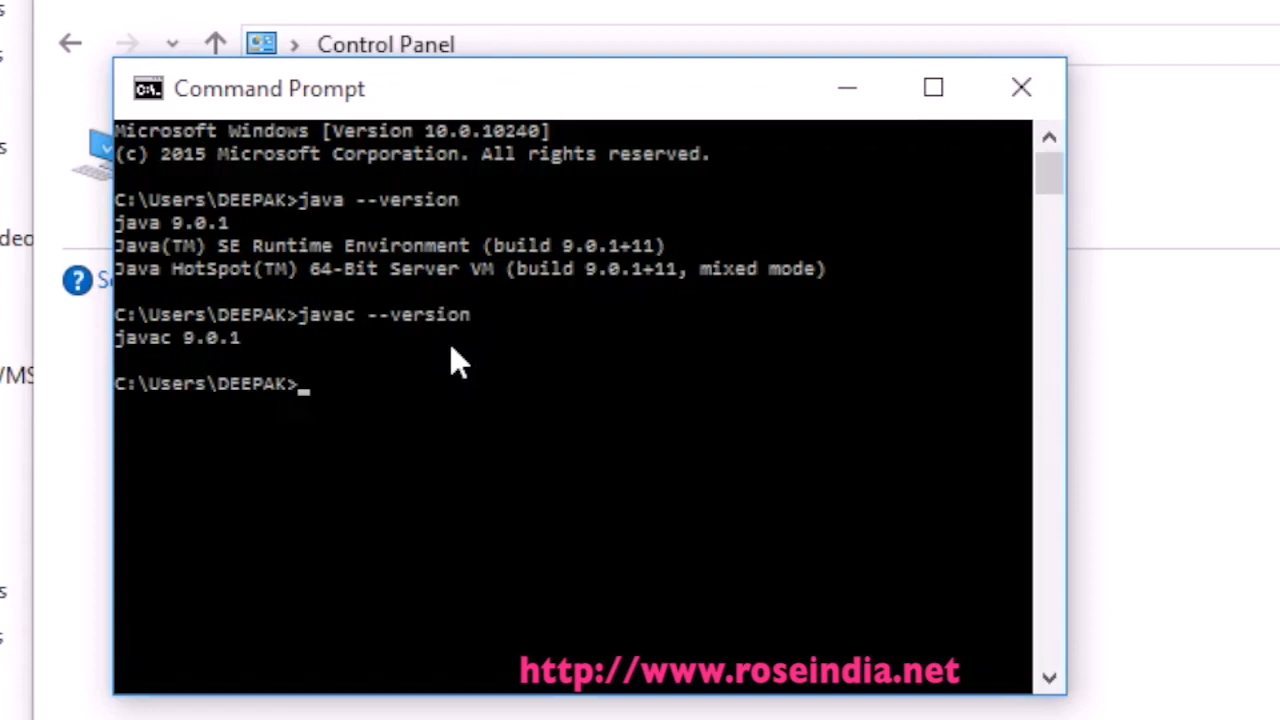 Control Panel
Command Prompt
Microsoft Windows [Version 10.0.10240]
(c) 2015 Microsoft Corporation. All rights reserved.
C:\Users\DEEPAK>java --version
java 9.0.1
Java(TM) SE Runtime Environment (build 9.0.1+11)
Java HotSpot(TM) 64-Bit Server VM (build 9.0.1+11, mixed mode)
C:\Users\DEEPAK>javac --version
javac 9.0.1
C:\Users\DEEPAK>
http://www.roseindia.net